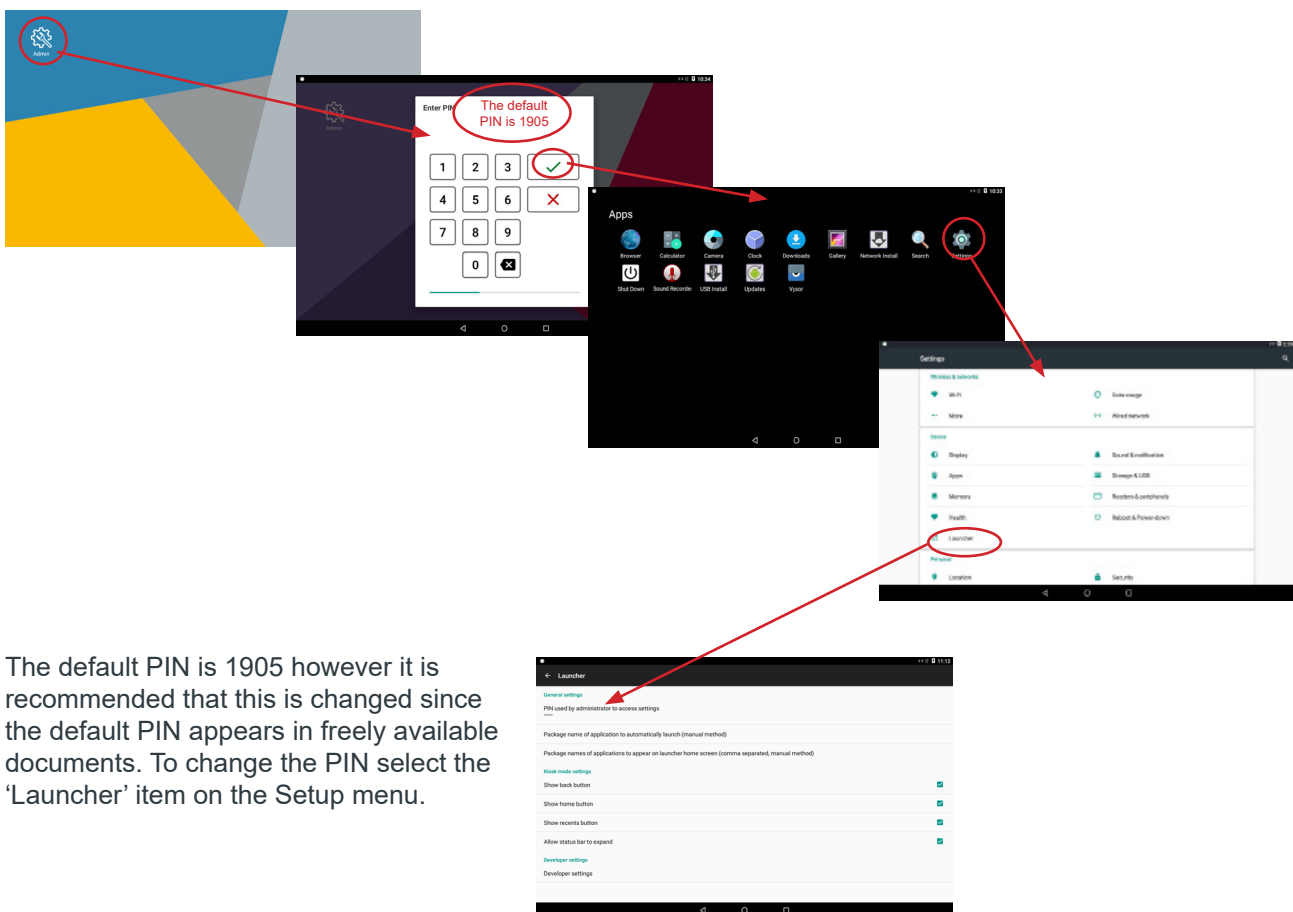 Admin
10:34
Admin
Enter PIN
The default
PIN is 1905
1 2 3
4 5 6
7 8 9
0
10:33
Apps
Browser Calculator Camera Clock Downloads Gallery Network Install Search Settings
Shut Down Sound Recorder USB Install Updates Vysor
Settings
Wireless & networks
Wi-Fi Data usage
More Wired network
Device
Display Sound & notification
Apps Storage & USB
Memory Readers & peripherals
Health Reboot & Power-down
Launcher
Personal
Location Security
The default PIN is 1905 however it is
recommended that this is changed since
the default PIN appears in freely available
documents. To change the PIN select the
‘Launcher’ item on the Setup menu.
11:12
Launcher
General settings
PIN used by administrator to access settings
****
Package name of application to automatically launch (manual method)
Package names of applications to appear on launcher home screen (comma separated, manual method)
Kiosk mode settings
Show back button
Show home button
Show recents button
Allow status bar to expand
Developer settings
Developer settings